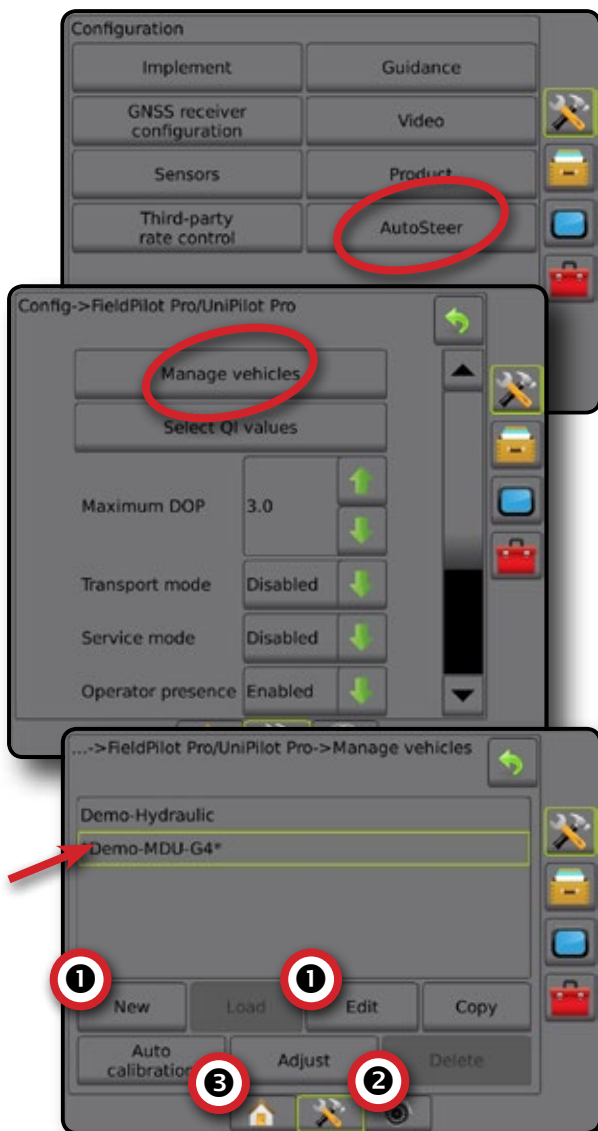 Configuration
Implement
Guidance
GNSS receiver
configuration
Video
Sensors
Product
Third-party
rate control
AutoSteer
Config->FieldPilot Pro/UniPilot Pro
Manage vehicles
Select QI values
Maximum DOP
3.0
Transport mode
Disabled
Service mode
Disabled
Operator presence
Enabled
...->FieldPilot Pro/UniPilot Pro->Manage vehicles
Demo-Hydraulic
*Demo-MDU-G4*
1
1
New
Load
Edit
Copy
Auto
calibration
Adjust
Delete
3
2